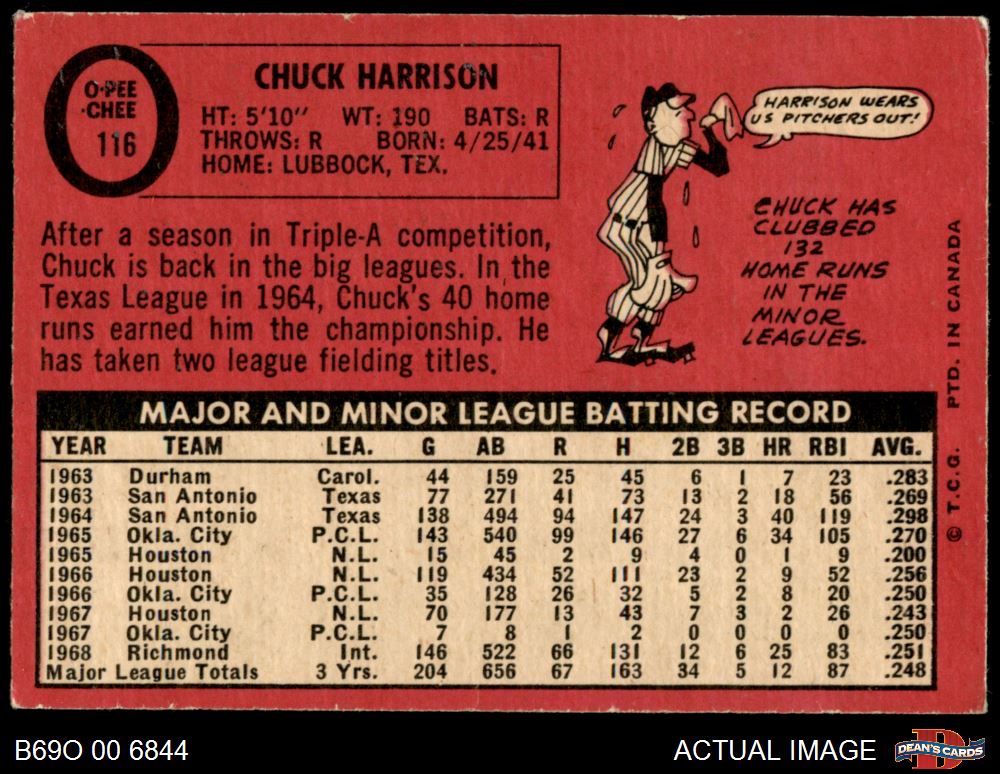 O-PEE
-CHEE
116
CHUCK HARRISON
HT: 5'10" WT: 190 BATS: R
THROWS: R BORN: 4/25/41
HOME: LUBBOCK, TEX.
After a season in Triple-A competition,
Chuck is back in the big leagues. In the
Texas League in 1964, Chuck's 40 home
runs earned him the championship. He
has taken two league fielding titles.
HARRISON WEARS
US PITCHERS OUT!
CHUCK HAS
CLUBBED
132
HOME RUNS
IN THE
MINOR
LEAGUES.
MAJOR AND MINOR LEAGUE BATTING RECORD
YEAR TEAM LEA. G AB R H 2B 3B HR RBI AVG.
1963 Durham Carol. 44 159 25 45 6 1 7 23 .283
1963 San Antonio Texas 77 271 41 73 13 2 18 56 .269
1964 San Antonio Texas 138 494 94 147 24 3 40 119 .298
1965 Okla. City P.C.L. 143 540 99 146 27 6 34 105 .270
1965 Houston N.L. 15 45 2 9 4 0 1 9 .200
1966 Houston N.L. 119 434 52 111 23 2 9 52 .256
1966 Okla. City P.C.L. 35 128 26 32 5 2 8 20 .250
1967 Houston N.L. 70 177 13 43 7 3 2 26 .243
1967 Okla. City P.C.L. 7 8 1 2 0 0 0 0 .250
1968 Richmond Int. 146 522 66 131 12 6 25 83 .251
Major League Totals 3 Yrs. 204 656 67 163 34 5 12 87 .248
© T.C.G. PTD. IN CANADA
B69O 00 6844
ACTUAL IMAGE
DEAN'S CARDS